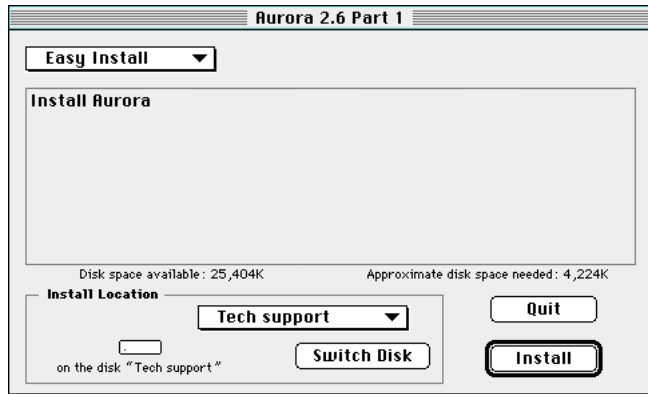 Aurora 2.6 Part 1
Easy Install
Install Aurora
Disk space available: 25,404K
Approximate disk space needed: 4,224K
Install Location
Tech support
Quit
on the disk "Tech support"
Switch Disk
Install